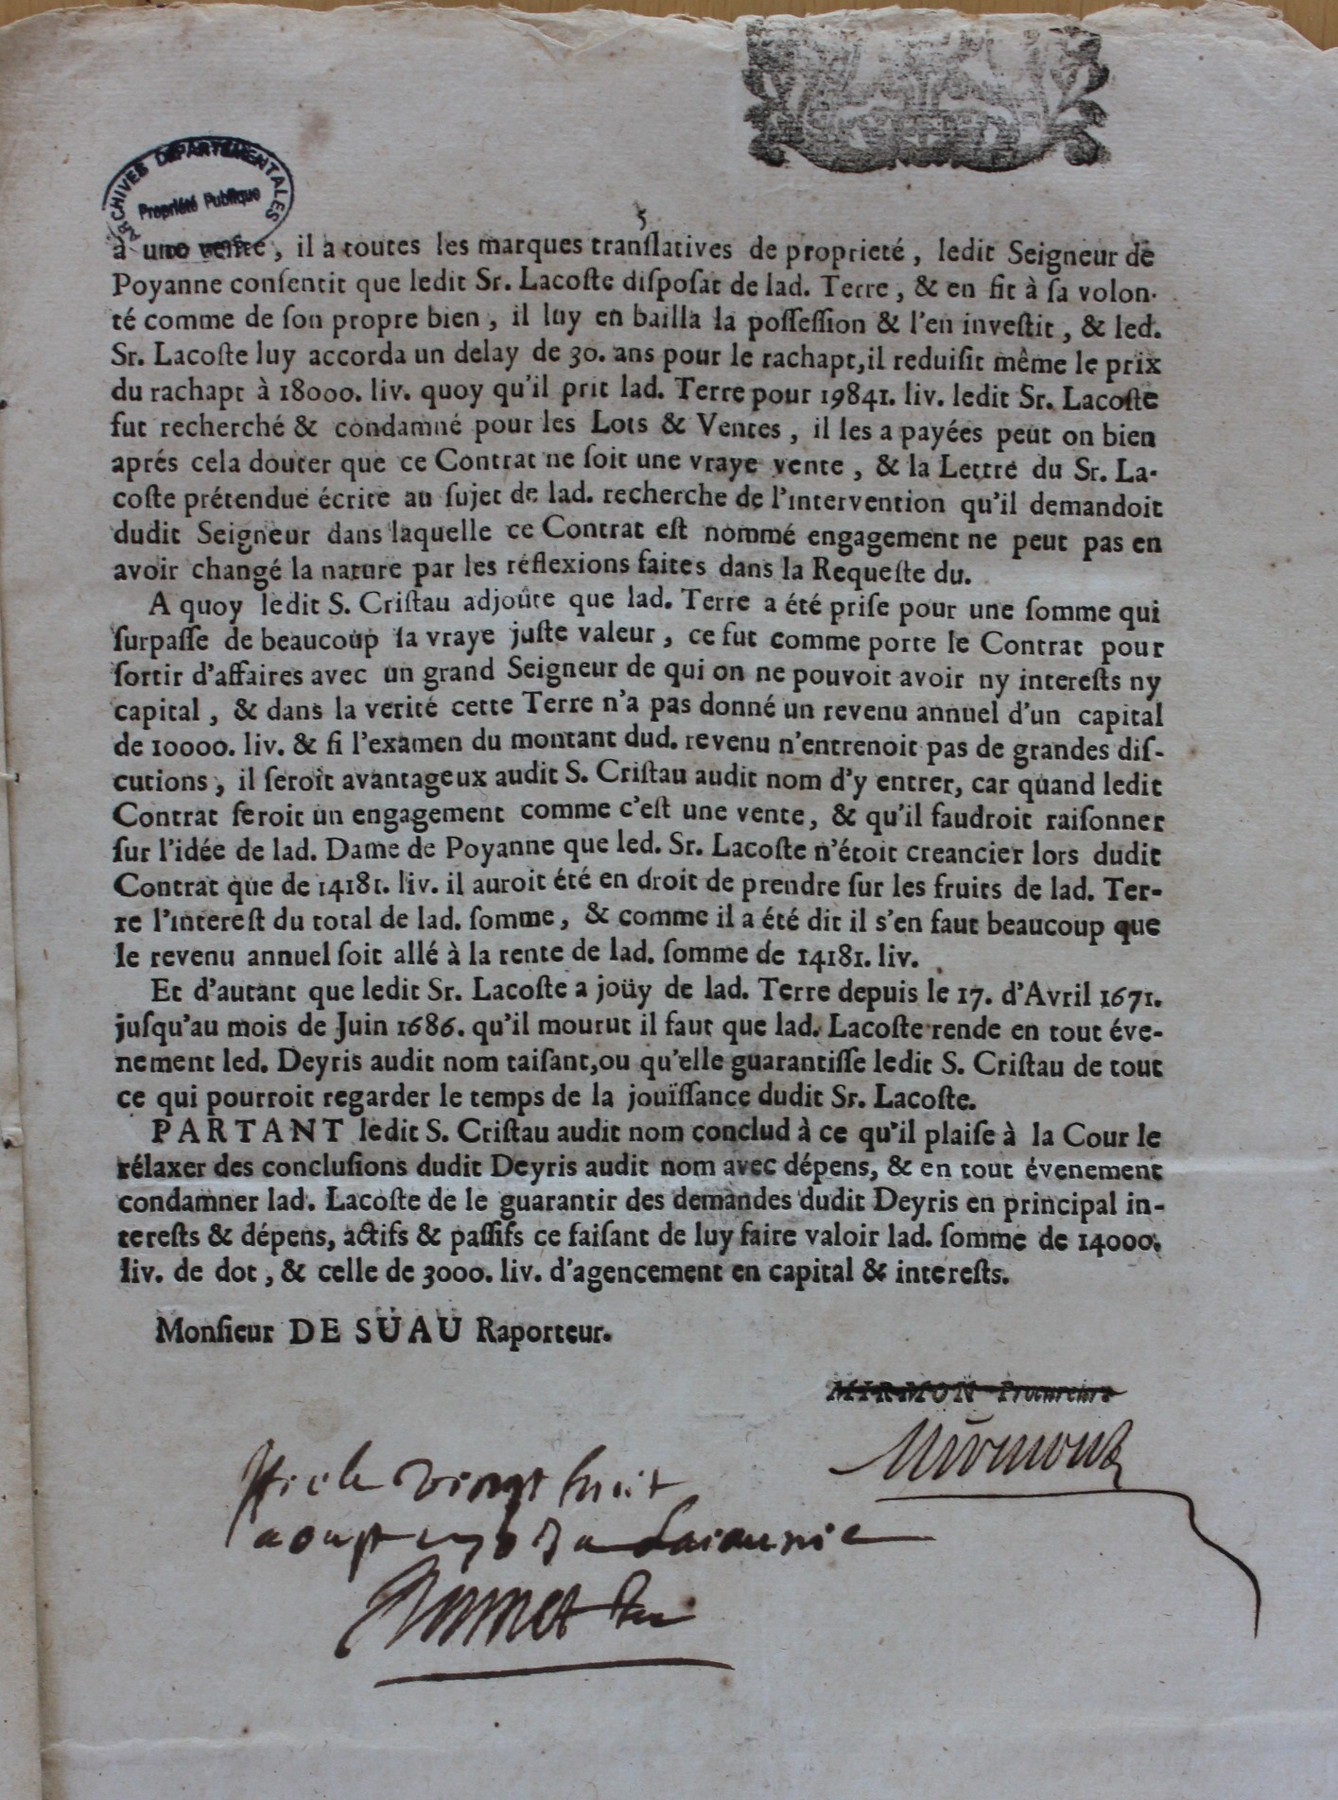 ARCHIVES DEPARTEMENTALES
Propriété Publique
5
à une vente, il a toutes les marques tranſlatives de proprieté, ledit Seigneur de
Poyanne conſentit que ledit Sr. Lacoſte diſpoſat de lad. Terre, & en fit à ſa volon-
té comme de ſon propre bien, il luy en bailla la poſſeſſion & l'en inveſtit, & led.
Sr. Lacoſte luy accorda un delay de 30. ans pour le rachapt, il reduiſit même le prix
du rachapt à 18000. liv. quoy qu'il prit lad. Terre pour 19841. liv. ledit Sr. Lacoſte
fut recherché & condamné pour les Lots & Ventes, il les a payées peut on bien
aprés cela douter que ce Contrat ne ſoit une vraye vente, & la Lettre du Sr. La-
coſte prétendue écrite au ſujet de lad. recherche de l'intervention qu'il demandoit
dudit Seigneur dans laquelle ce Contrat eſt nommé engagement ne peut pas en
avoir changé la nature par les réflexions faites dans la Requeſte du.
A quoy ledit S. Criſtau adjoûte que lad. Terre a été priſe pour une ſomme qui
ſurpaſſe de beaucoup ſa vraye juſte valeur, ce fut comme porte le Contrat pour
ſortir d'affaires avec un grand Seigneur de qui on ne pouvoit avoir ny intereſts ny
capital, & dans la verité cette Terre n'a pas donné un revenu annuel d'un capital
de 10000. liv. & ſi l'examen du montant dud. revenu n'entrenoit pas de grandes diſ-
cutions, il ſeroit avantageux audit S. Criſtau audit nom d'y entrer, car quand ledit
Contrat ſeroit un engagement comme c'eſt une vente, & qu'il faudroit raiſonner
ſur l'idée de lad. Dame de Poyanne que led. Sr. Lacoſte n'étoit creancier lors dudit
Contrat que de 14181. liv. il auroit été en droit de prendre ſur les fruits de lad. Ter-
re l'intereſt du total de lad. ſomme, & comme il a été dit il s'en faut beaucoup que
le revenu annuel ſoit allé à la rente de lad. ſomme de 14181. liv.
Et d'autant que ledit Sr. Lacoſte a joüy de lad. Terre depuis le 17. d'Avril 1671.
juſqu'au mois de Juin 1686. qu'il mourut il faut que lad. Lacoſte rende en tout éve-
nement led. Deyris audit nom taiſant, ou qu'elle guarantiſſe ledit S. Criſtau de tout
ce qui pourroit regarder le temps de la jouïſſance dudit Sr. Lacoſte.
PARTANT ledit S. Criſtau audit nom conclud à ce qu'il plaiſe à la Cour le
rélaxer des concluſions dudit Deyris audit nom avec dépens, & en tout évenement
condamner lad. Lacoſte de le guarantir des demandes dudit Deyris en principal in-
tereſts & dépens, actifs & paſſifs ce faiſant de luy faire valoir lad. ſomme de 14000.
liv. de dot, & celle de 3000. liv. d'agencement en capital & intereſts.
Monſieur DE SUAU Raporteur.
MIRMON Procureur
Mirmont
le vingt huit
aoust